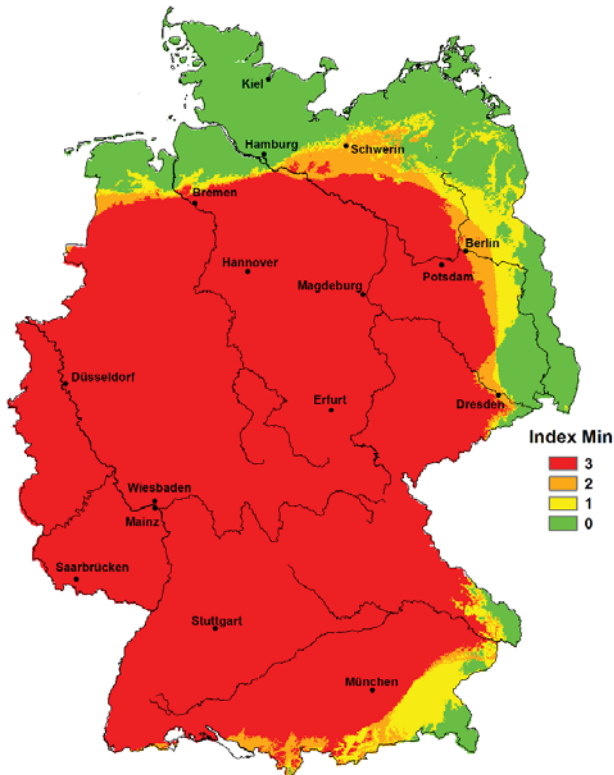 Kiel
Hamburg
Schwerin
Bremen
Berlin
Hannover
Potsdam
Magdeburg
Düsseldorf
Erfurt
Dresden
Index Min
3
2
1
0
Wiesbaden
Mainz
Saarbrücken
Stuttgart
München